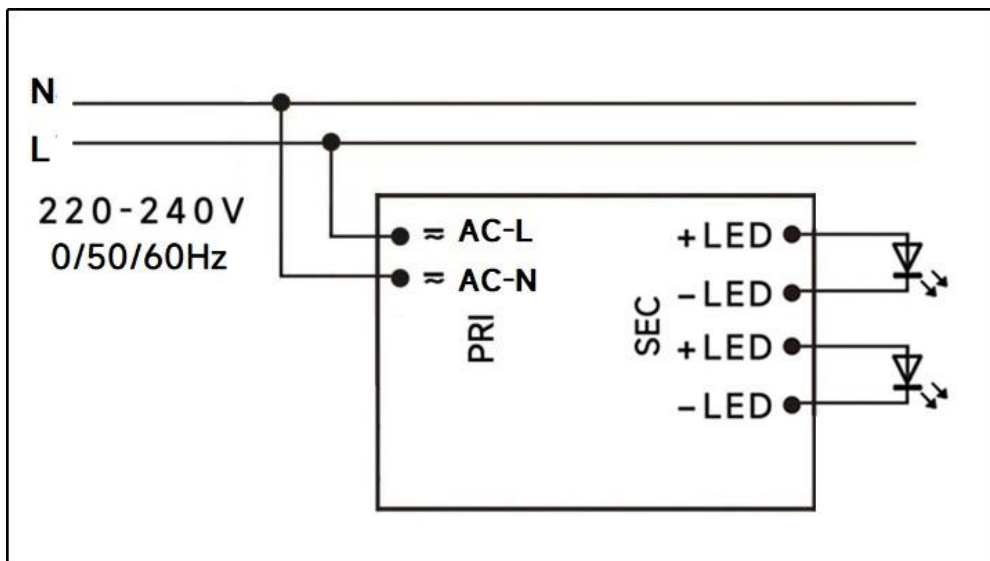 N
L
220-240V
0/50/60Hz
≂ AC-L
≂ AC-N
PRI
SEC
+LED
-LED
+LED
-LED